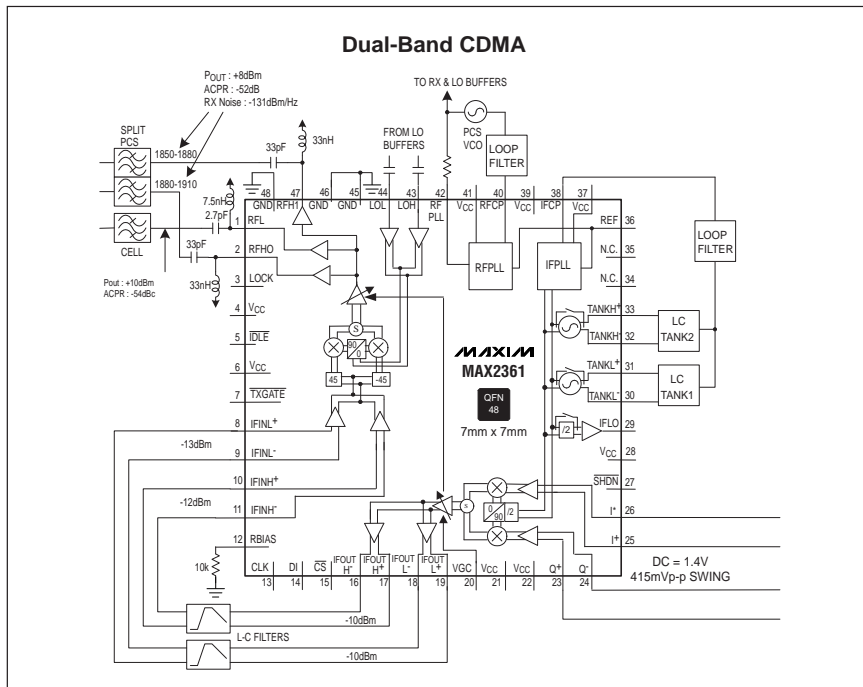 Dual-Band CDMA
POUT : +8dBm
ACPR : -52dB
RX Noise : -131dBm/Hz
TO RX & LO BUFFERS
SPLIT
PCS
1850-1880
33pF
33nH
FROM LO
BUFFERS
PCS
VCO
LOOP
FILTER
1880-1910
7.5nH
2.7pF
48 47 46 45 44 43 42 41 40 39 38 37
GND RFH1 GND GND LOL LOH RF PLL VCC RFCP VCC IFCP VCC
CELL
33pF
33nH
Pout : +10dBm
ACPR : -54dBc
1 RFL
2 RFHO
3 LOCK
4 VCC
5 IDLE
6 VCC
7 TXGATE
8 IFINL+
9 IFINL-
10 IFINH+
11 IFINH-
12 RBIAS
-13dBm
-12dBm
10k
RFPLL
IFPLL
S
90
0
45
-45
MAXIM
MAX2361
QFN
48
7mm x 7mm
REF 36
N.C. 35
N.C. 34
TANKH+ 33
TANKH- 32
TANKL+ 31
TANKL- 30
/2
IFLO 29
VCC 28
SHDN 27
I- 26
I+ 25
LOOP
FILTER
LC
TANK2
LC
TANK1
s
0
90
/2
CLK DI CS IFOUT H- IFOUT H+ IFOUT L- IFOUT L+ VGC VCC VCC Q+ Q-
13 14 15 16 17 18 19 20 21 22 23 24
DC = 1.4V
415mVp-p SWING
-10dBm
L-C FILTERS
-10dBm